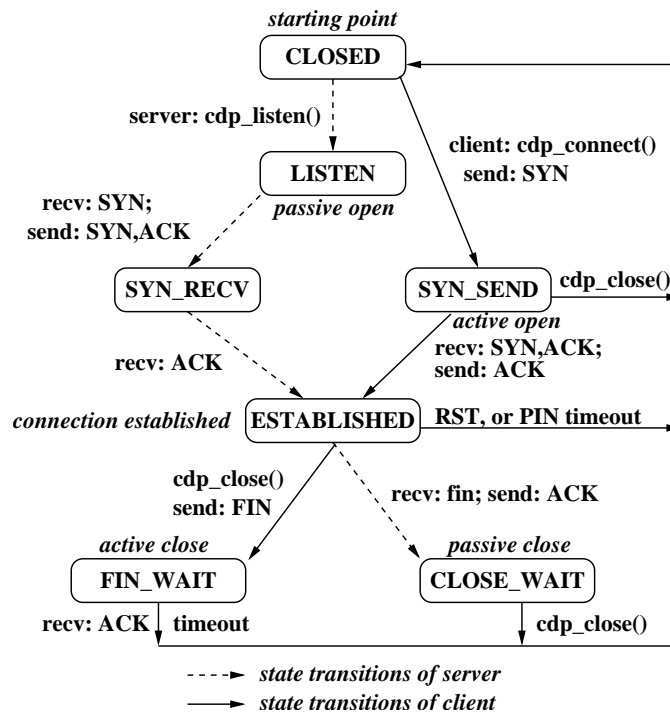 starting point
CLOSED
server: cdp_listen()
client: cdp_connect()
send: SYN
LISTEN
passive open
recv: SYN;
send: SYN,ACK
SYN_RECV
SYN_SEND
cdp_close()
active open
recv: SYN,ACK;
send: ACK
recv: ACK
connection established
ESTABLISHED
RST, or PIN timeout
cdp_close()
send: FIN
recv: fin; send: ACK
active close
passive close
FIN_WAIT
CLOSE_WAIT
recv: ACK
timeout
cdp_close()
state transitions of server
state transitions of client